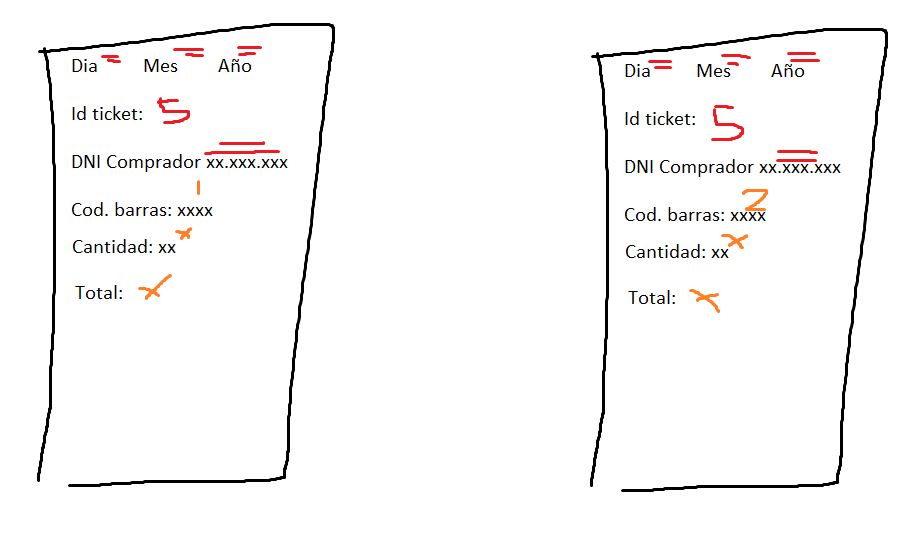 Dia Mes Año
Id ticket: 5
DNI Comprador xx.xxx.xxx
1
Cod. barras: xxxx
Cantidad: xx x
Total: x
Dia Mes Año
Id ticket: 5
DNI Comprador xx.xxx.xxx
2
Cod. barras: xxxx
Cantidad: xx x
Total: x